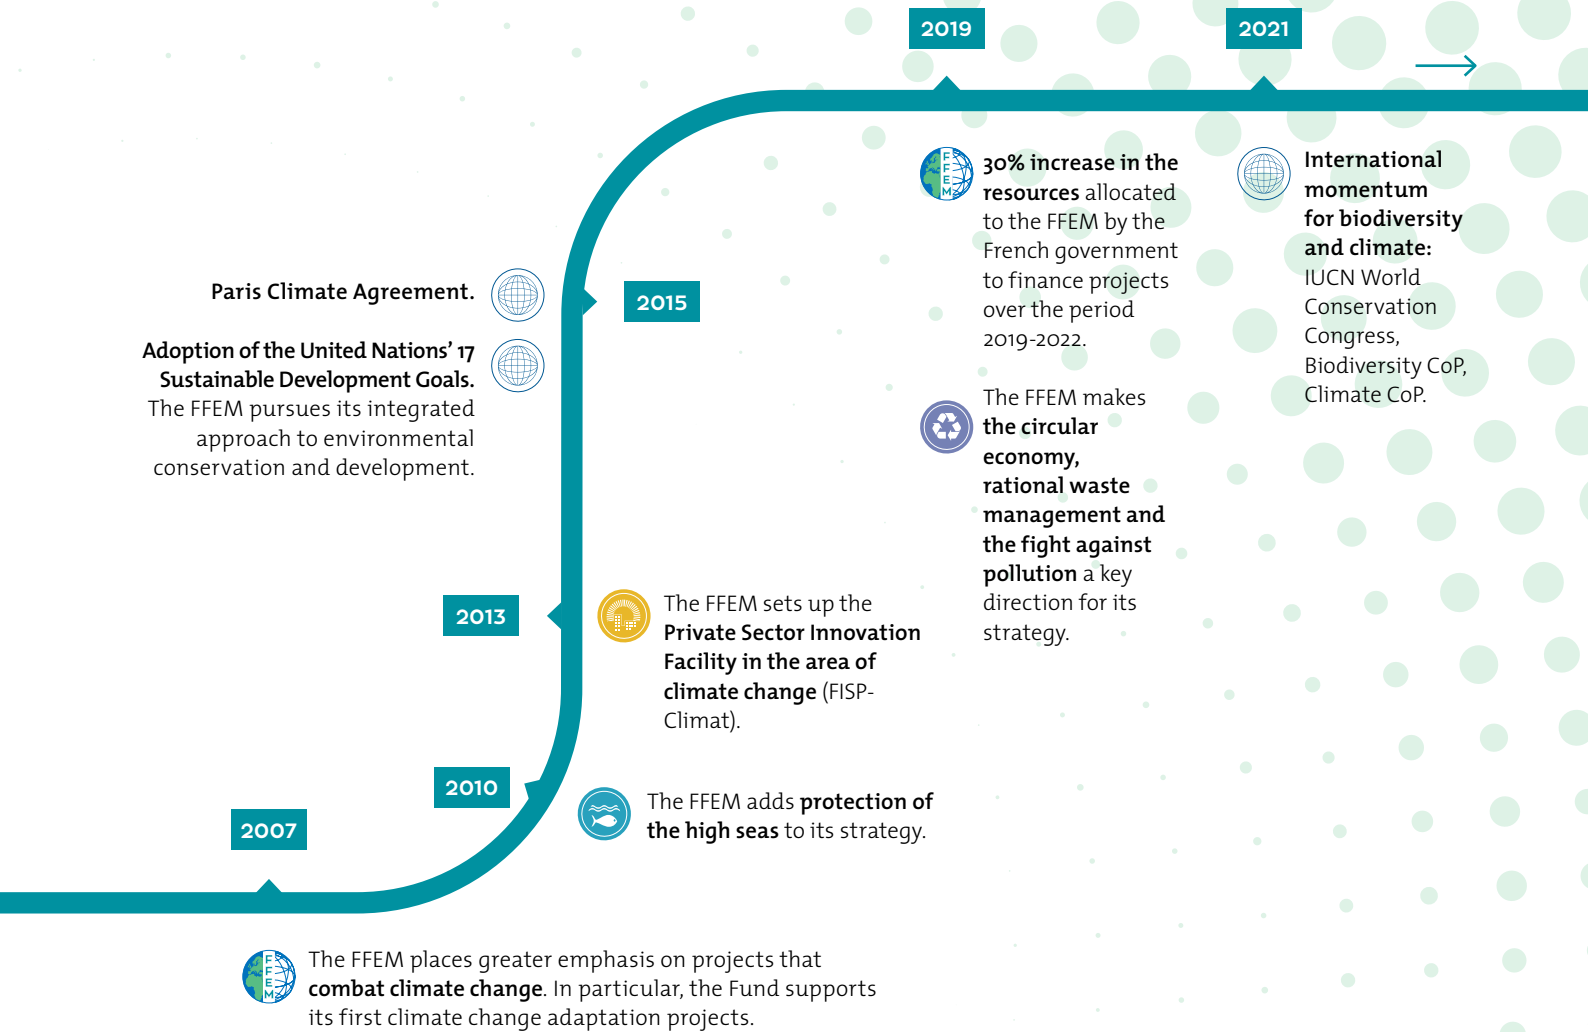 2019
2021
30% increase in the
resources allocated
to the FFEM by the
French government
to finance projects
over the period
2019-2022.
The FFEM makes
the circular
economy,
rational waste
management and
the fight against
pollution a key
direction for its
strategy.
International
momentum
for biodiversity
and climate:
IUCN World
Conservation
Congress,
Biodiversity CoP,
Climate CoP.
2015
Paris Climate Agreement.
Adoption of the United Nations’ 17
Sustainable Development Goals.
The FFEM pursues its integrated
approach to environmental
conservation and development.
2013
The FFEM sets up the
Private Sector Innovation
Facility in the area of
climate change (FISP-
Climat).
2010
The FFEM adds protection of
the high seas to its strategy.
2007
The FFEM places greater emphasis on projects that
combat climate change. In particular, the Fund supports
its first climate change adaptation projects.
FFEM
FFEM